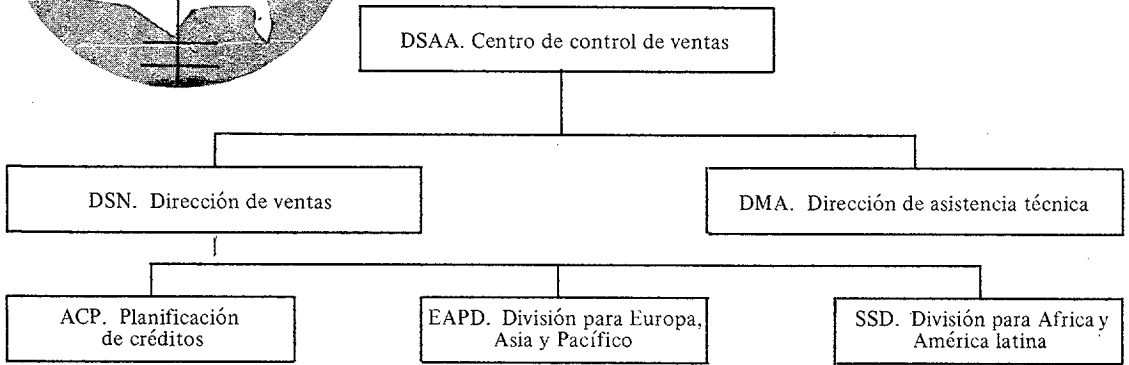 DSAA. Centro de control de ventas
DSN. Dirección de ventas
DMA. Dirección de asistencia técnica
ACP. Planificación
de créditos
EAPD. División para Europa,
Asia y Pacífico
SSD. División para Africa y
América latina